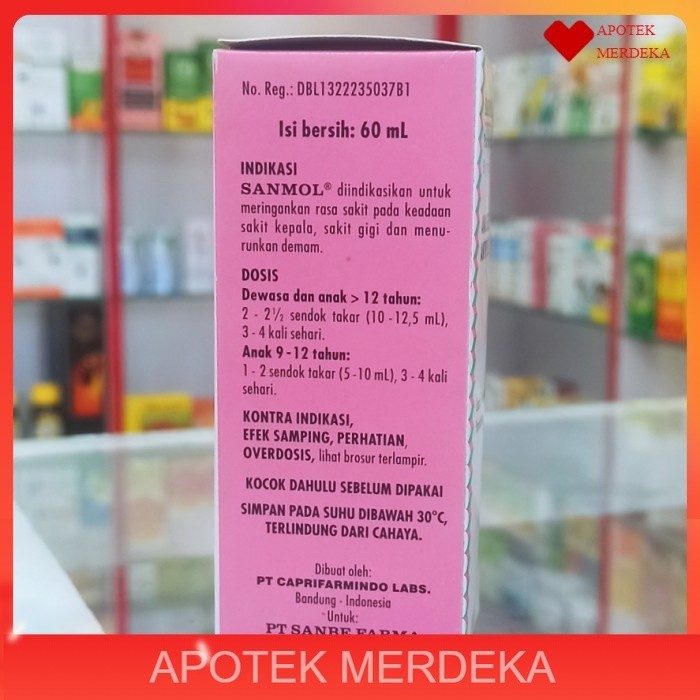 APOTEK
MERDEKA
No. Reg.: DBL1322235037B1
Isi bersih: 60 mL
INDIKASI
SANMOL® diindikasikan untuk
meringankan rasa sakit pada keadaan
sakit kepala, sakit gigi dan menu-
runkan demam.
DOSIS
Dewasa dan anak > 12 tahun:
2 - 2½ sendok takar (10 -12,5 mL),
3 - 4 kali sehari.
Anak 9 -12 tahun:
1 - 2 sendok takar (5 -10 mL), 3 - 4 kali
sehari.
KONTRA INDIKASI,
EFEK SAMPING, PERHATIAN,
OVERDOSIS, lihat brosur terlampir.
KOCOK DAHULU SEBELUM DIPAKAI
SIMPAN PADA SUHU DIBAWAH 30°C,
TERLINDUNG DARI CAHAYA.
Dibuat oleh:
PT CAPRIFARMINDO LABS.
Bandung - Indonesia
Untuk:
PT SANBE FARMA
APOTEK MERDEKA